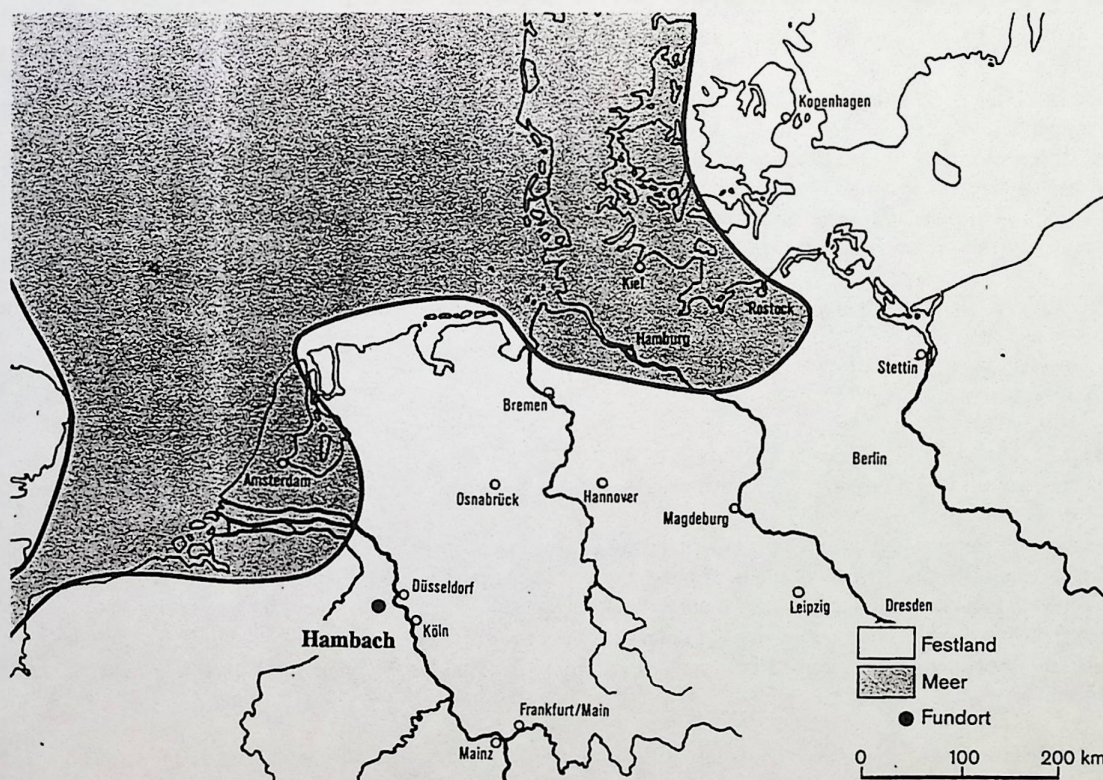 Kopenhagen
Kiel
Rostock
Hamburg
Stettin
Bremen
Berlin
Amsterdam
Osnabrück
Hannover
Magdeburg
Düsseldorf
Leipzig
Dresden
Hambach
Köln
Festland
Meer
Frankfurt/Main
Fundort
Mainz
0 100 200 km